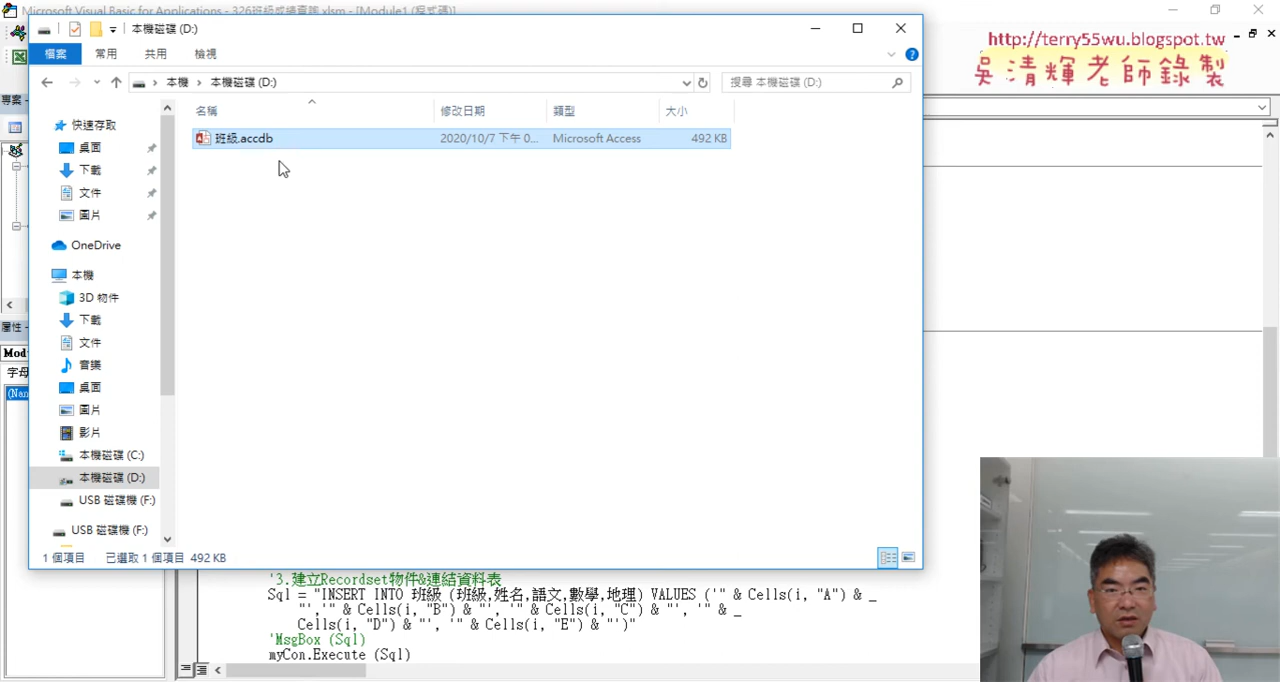 Microsoft Visual Basic for Applications - 326班級成績查詢.xlsm - [Module1 (程式碼)]
本機磁碟 (D:)
http://terry55wu.blogspot.tw
吳清輝老師錄製
檔案 常用 共用 檢視
本機 本機磁碟 (D:)
搜尋 本機磁碟 (D:)
專案 -
名稱 修改日期 類型 大小
班級.accdb 2020/10/7 下午 0... Microsoft Access 492 KB
快速存取
桌面
下載
文件
圖片
OneDrive
本機
3D 物件
下載
文件
音樂
桌面
圖片
影片
本機磁碟 (C:)
本機磁碟 (D:)
USB 磁碟機 (F:)
USB 磁碟機 (F:)
屬性 -
Mod
字母
(Nam
1 個項目 已選取 1 個項目 492 KB
'3.建立Recordset物件&連結資料表
Sql = "INSERT INTO 班級 (班級,姓名,語文,數學,地理) VALUES ('" & Cells(i, "A") & _
"','" & Cells(i, "B") & "', '" & Cells(i, "C") & "', '" & _
Cells(i, "D") & "', '" & Cells(i, "E") & "')"
'MsgBox (Sql)
myCon.Execute (Sql)